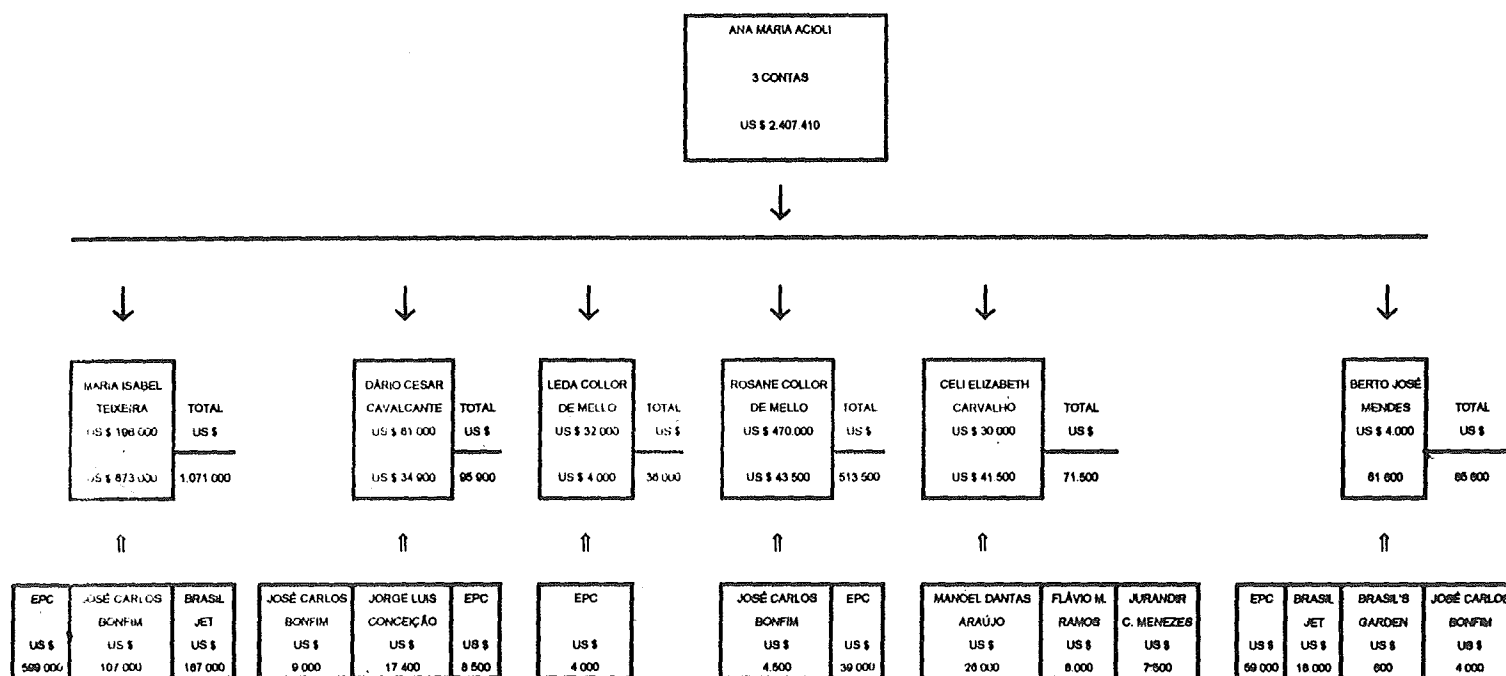 ANA MARIA ACIOLI
3 CONTAS
US $ 2.407.410
MARIA ISABEL
TEIXEIRA
US $ 198.000
US $ 873.000
TOTAL
US $
1.071 000
DÁRIO CESAR
CAVALCANTE
US $ 61 000
US $ 34 900
TOTAL
US $
95 900
LEDA COLLOR
DE MELLO
US $ 32 000
US $ 4 000
TOTAL
US $
36 000
ROSANE COLLOR
DE MELLO
US $ 470.000
US $ 43 500
TOTAL
US $
513 500
CELI ELIZABETH
CARVALHO
US $ 30 000
US $ 41 500
TOTAL
US $
71.500
BERTO JOSÉ
MENDES
US $ 4.000
81 600
TOTAL
US $
85 600
EPC
US $
599 000
JOSÉ CARLOS
BONFIM
US $
107 000
BRASIL
JET
US $
167 000
JOSÉ CARLOS
BONFIM
US $
9 000
JORGE LUIS
CONCEIÇÃO
US $
17 400
EPC
US $
8 500
EPC
US $
4 000
JOSÉ CARLOS
BONFIM
US $
4.500
EPC
US $
39 000
MANOEL DANTAS
ARAÚJO
US $
26 000
FLÁVIO M.
RAMOS
US $
8.000
JURANDIR
C. MENEZES
US $
7'500
EPC
US $
59 000
BRASIL
JET
US $
18 000
BRASIL'S
GARDEN
US $
600
JOSÉ CARLOS
BONFIM
US $
4 000